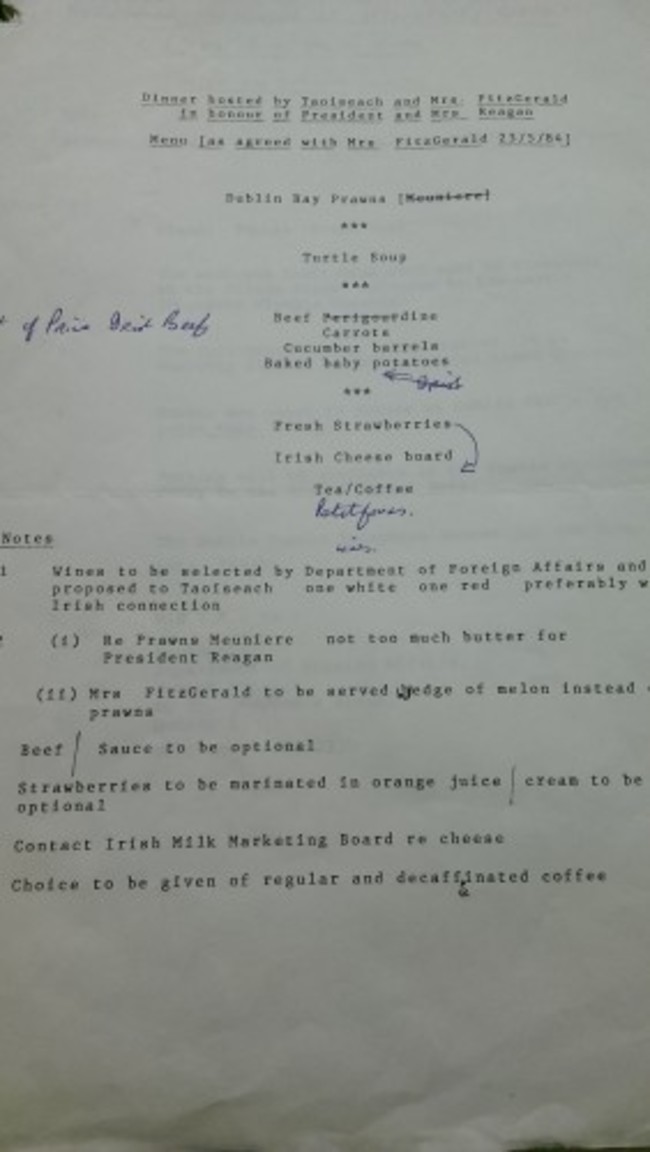 Dinner hosted by Taoiseach and Mrs. FitzGerald
in honour of President and Mrs Reagan
Menu [as agreed with Mrs FitzGerald 23/5/84]
Dublin Bay Prawns [Meuniere]
***
Turtle Soup
***
of Prime Irish Beef
Beef Perigourdize
Carrots
Cucumber barrels
Baked baby potatoes
***
Fresh Strawberries
Irish Cheese board
Tea/Coffee
Petit fours.
Notes
1 Wines to be selected by Department of Foreign Affairs and
proposed to Taoiseach one white one red preferably w
Irish connection
(i) Re Prawns Meuniere not too much butter for
President Reagan
(ii) Mrs FitzGerald to be served wedge of melon instead
prawns
Beef / Sauce to be optional
Strawberries to be marinated in orange juice | cream to be
optional
Contact Irish Milk Marketing Board re cheese
Choice to be given of regular and decaffinated coffee